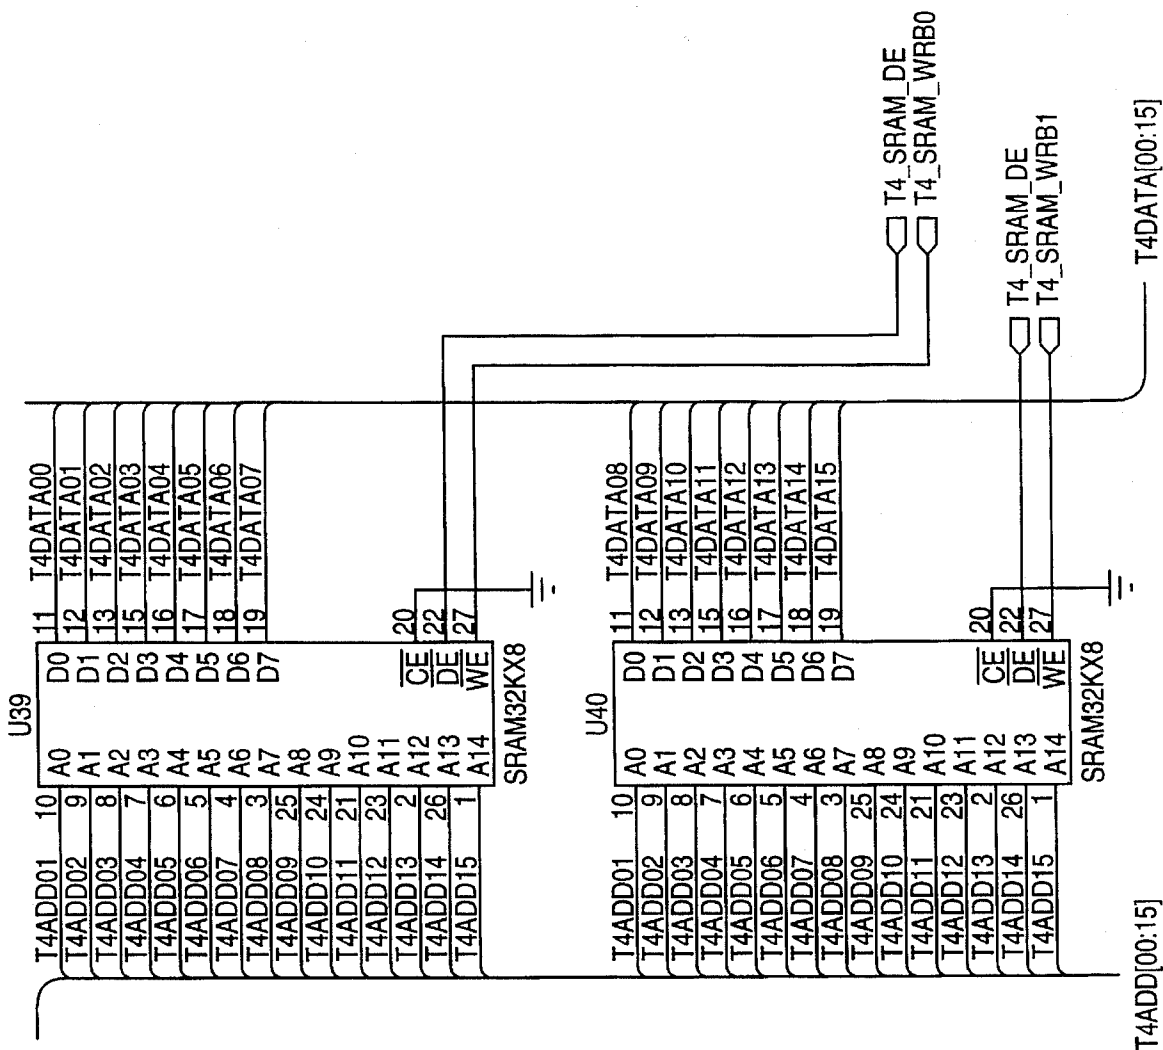 U39
T4ADD01 10 A0 D0 11 T4DATA00
T4ADD02 9 A1 D1 12 T4DATA01
T4ADD03 8 A2 D2 13 T4DATA02
T4ADD04 7 A3 D3 15 T4DATA03
T4ADD05 6 A4 D4 16 T4DATA04
T4ADD06 5 A5 D5 17 T4DATA05
T4ADD07 4 A6 D6 18 T4DATA06
T4ADD08 3 A7 D7 19 T4DATA07
T4ADD09 25 A8
T4ADD10 24 A9
T4ADD11 21 A10
T4ADD12 23 A11
T4ADD13 2 A12 CE 20
T4ADD14 26 A13 DE 22
T4ADD15 1 A14 WE 27
SRAM32KX8
U40
T4ADD01 10 A0 D0 11 T4DATA08
T4ADD02 9 A1 D1 12 T4DATA09
T4ADD03 8 A2 D2 13 T4DATA10
T4ADD04 7 A3 D3 15 T4DATA11
T4ADD05 6 A4 D4 16 T4DATA12
T4ADD06 5 A5 D5 17 T4DATA13
T4ADD07 4 A6 D6 18 T4DATA14
T4ADD08 3 A7 D7 19 T4DATA15
T4ADD09 25 A8
T4ADD10 24 A9
T4ADD11 21 A10
T4ADD12 23 A11
T4ADD13 2 A12 CE 20
T4ADD14 26 A13 DE 22
T4ADD15 1 A14 WE 27
SRAM32KX8
T4_SRAM_DE
T4_SRAM_WRB0
T4_SRAM_DE
T4_SRAM_WRB1
T4ADD[00:15]
T4DATA[00:15]